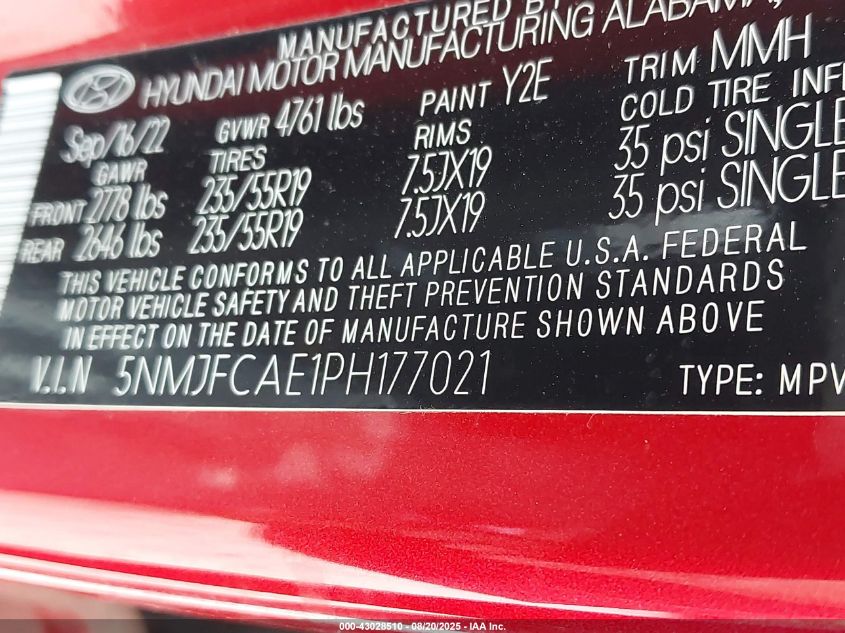 MANUFACTURED BY
HYUNDAI MOTOR MANUFACTURING ALABAMA,
Sep/16/22 GVWR 4761 lbs PAINT Y2E TRIM MMH
GAWR TIRES RIMS COLD TIRE INF
FRONT 2778 lbs 235/55R19 7.5JX19 35 psi SINGLE
REAR 2646 lbs 235/55R19 7.5JX19 35 psi SINGLE
THIS VEHICLE CONFORMS TO ALL APPLICABLE U.S.A. FEDERAL
MOTOR VEHICLE SAFETY AND THEFT PREVENTION STANDARDS
IN EFFECT ON THE DATE OF MANUFACTURE SHOWN ABOVE
V.I.N 5NMJFCAE1PH177021 TYPE: MPV
000-43028510 - 08/20/2025 - IAA Inc.